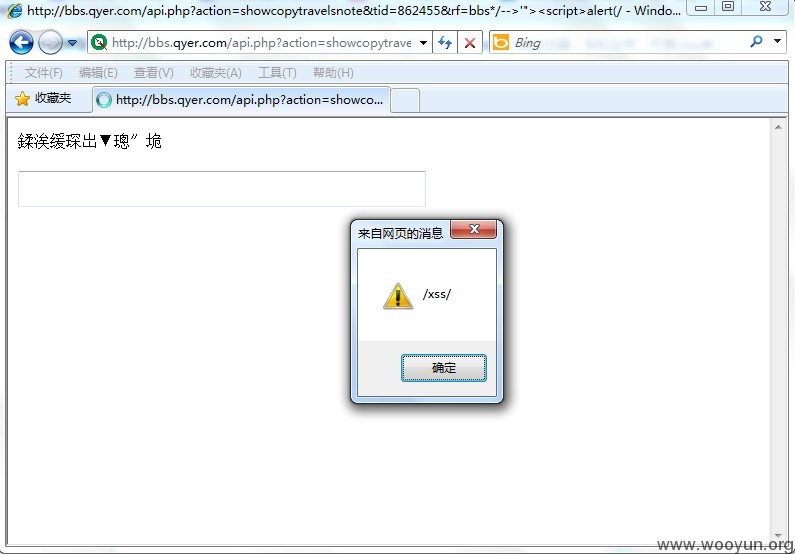 http://bbs.qyer.com/api.php?action=showcopytravelsnote&tid=862455&rf=bbs*/-->'"><script>alert(/ - Windo...
http://bbs.qyer.com/api.php?action=showcopytrave
Bing
文件(F) 编辑(E) 查看(V) 收藏夹(A) 工具(T) 帮助(H)
收藏夹 http://bbs.qyer.com/api.php?action=showco...
鍒涘缓琛出▼璁〞垝
来自网页的消息
/xss/
确定
www.wooyun.org